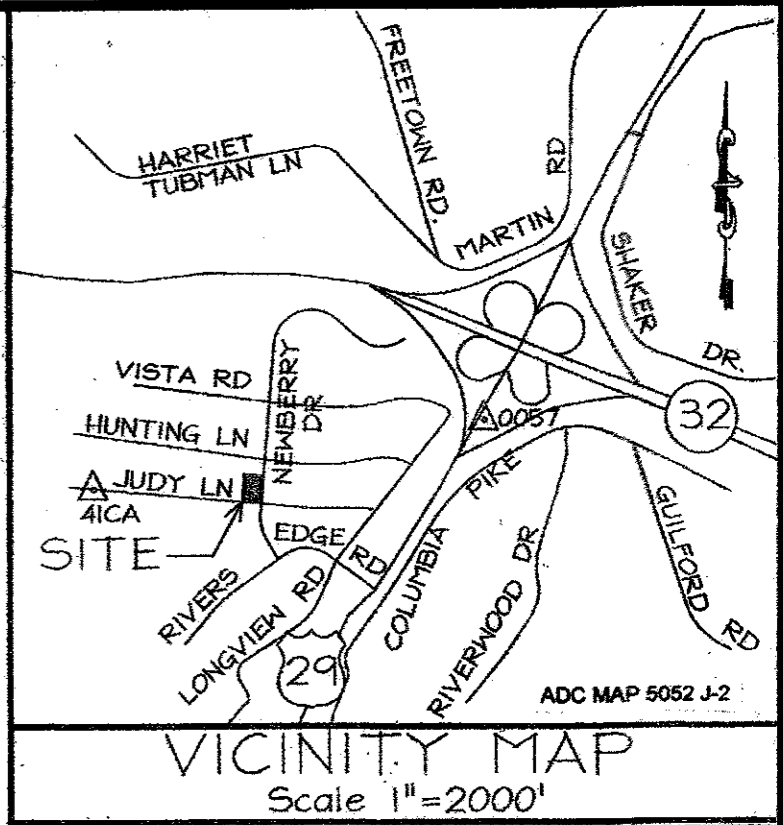 FREETOWN RD.
HARRIET
TUBMAN LN
MARTIN RD
SHAKER DR.
VISTA RD
NEWBERRY
DR
HUNTING LN
0057
32
JUDY LN
41CA
SITE
RIVERS EDGE RD
LONGVIEW RD
29
COLUMBIA PIKE
RIVERWOOD DR.
GUILFORD RD
ADC MAP 5052 J-2
VICINITY MAP
Scale 1"=2000'